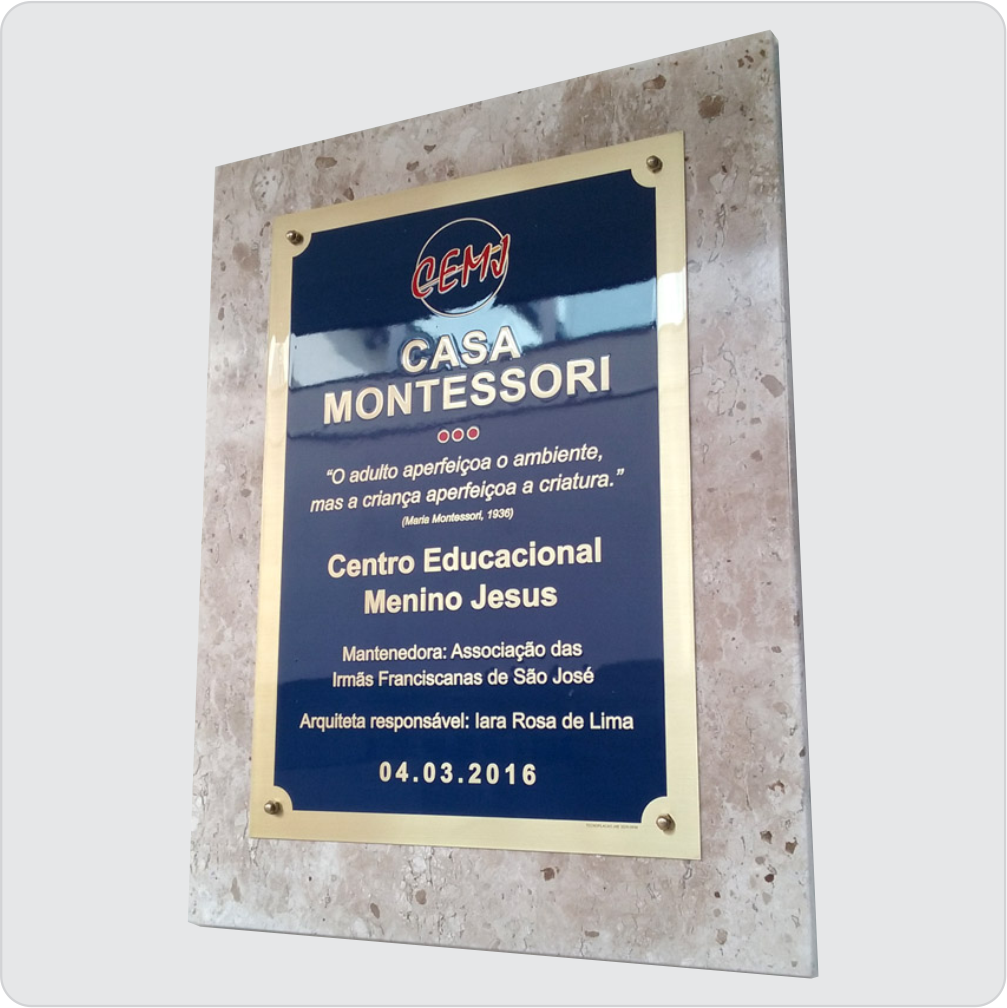 CEMJ
CASA
MONTESSORI
“O adulto aperfeiçoa o ambiente,
mas a criança aperfeiçoa a criatura.”
(Maria Montessori, 1936)
Centro Educacional
Menino Jesus
Mantenedora: Associação das
Irmãs Franciscanas de São José
Arquiteta responsável: Iara Rosa de Lima
04.03.2016